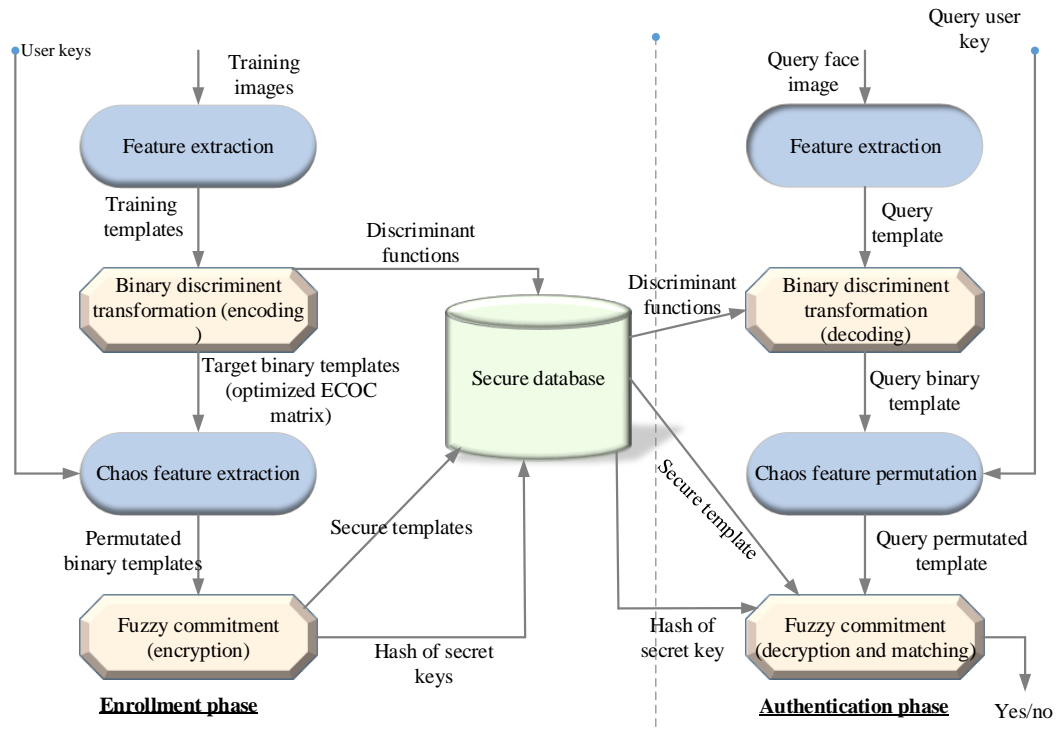 User keys
Training
images
Feature extraction
Training
templates
Binary discriminent
transformation (encoding
)
Target binary templates
(optimized ECOC
matrix)
Chaos feature extraction
Permutated
binary templates
Fuzzy commitment
(encryption)
Enrollment phase
Discriminant
functions
Secure database
Secure templates
Hash of secret
keys
Query user
key
Query face
image
Feature extraction
Query
template
Discriminant
functions
Binary discriminent
transformation
(decoding)
Query binary
template
Chaos feature permutation
Secure template
Query permutated
template
Hash of
secret key
Fuzzy commitment
(decryption and matching)
Authentication phase
Yes/no